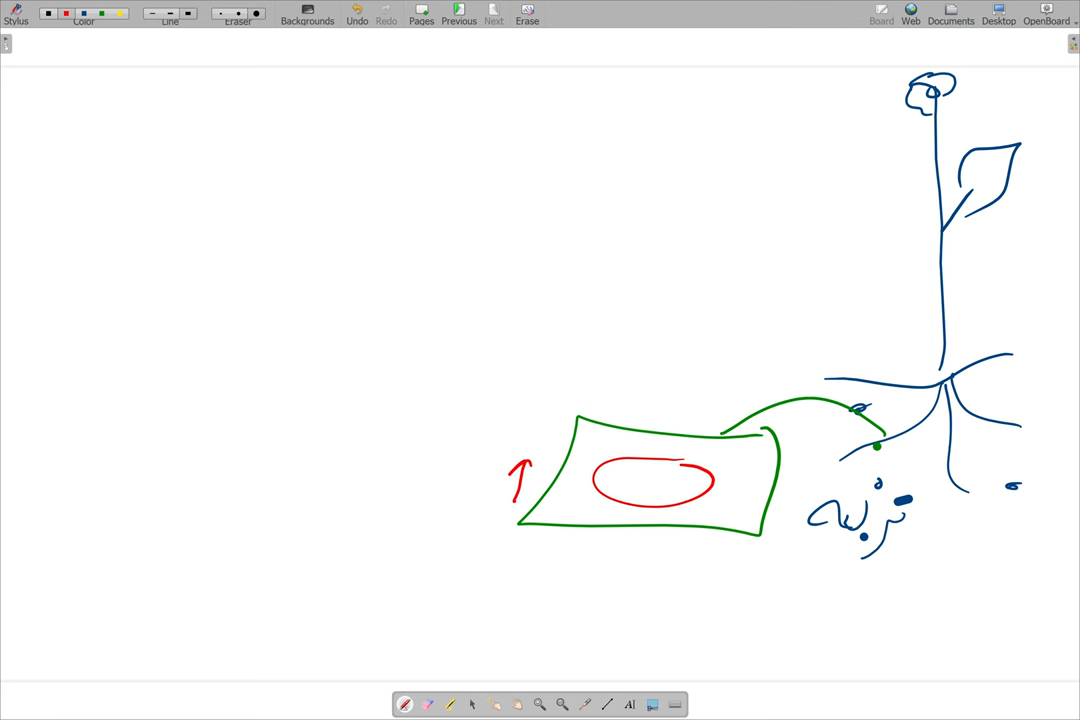 Stylus Color Line Eraser Backgrounds Undo Redo Pages Previous Next Erase Board Web Documents Desktop OpenBoard
تربة